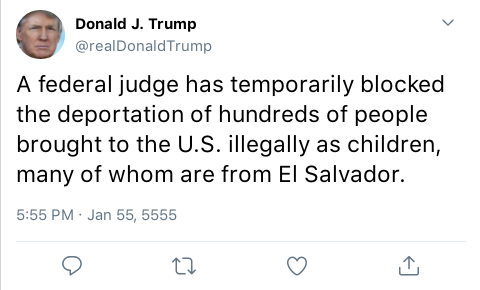 Donald J. Trump
@realDonaldTrump
A federal judge has temporarily blocked
the deportation of hundreds of people
brought to the U.S. illegally as children,
many of whom are from El Salvador.
5:55 PM · Jan 55, 5555